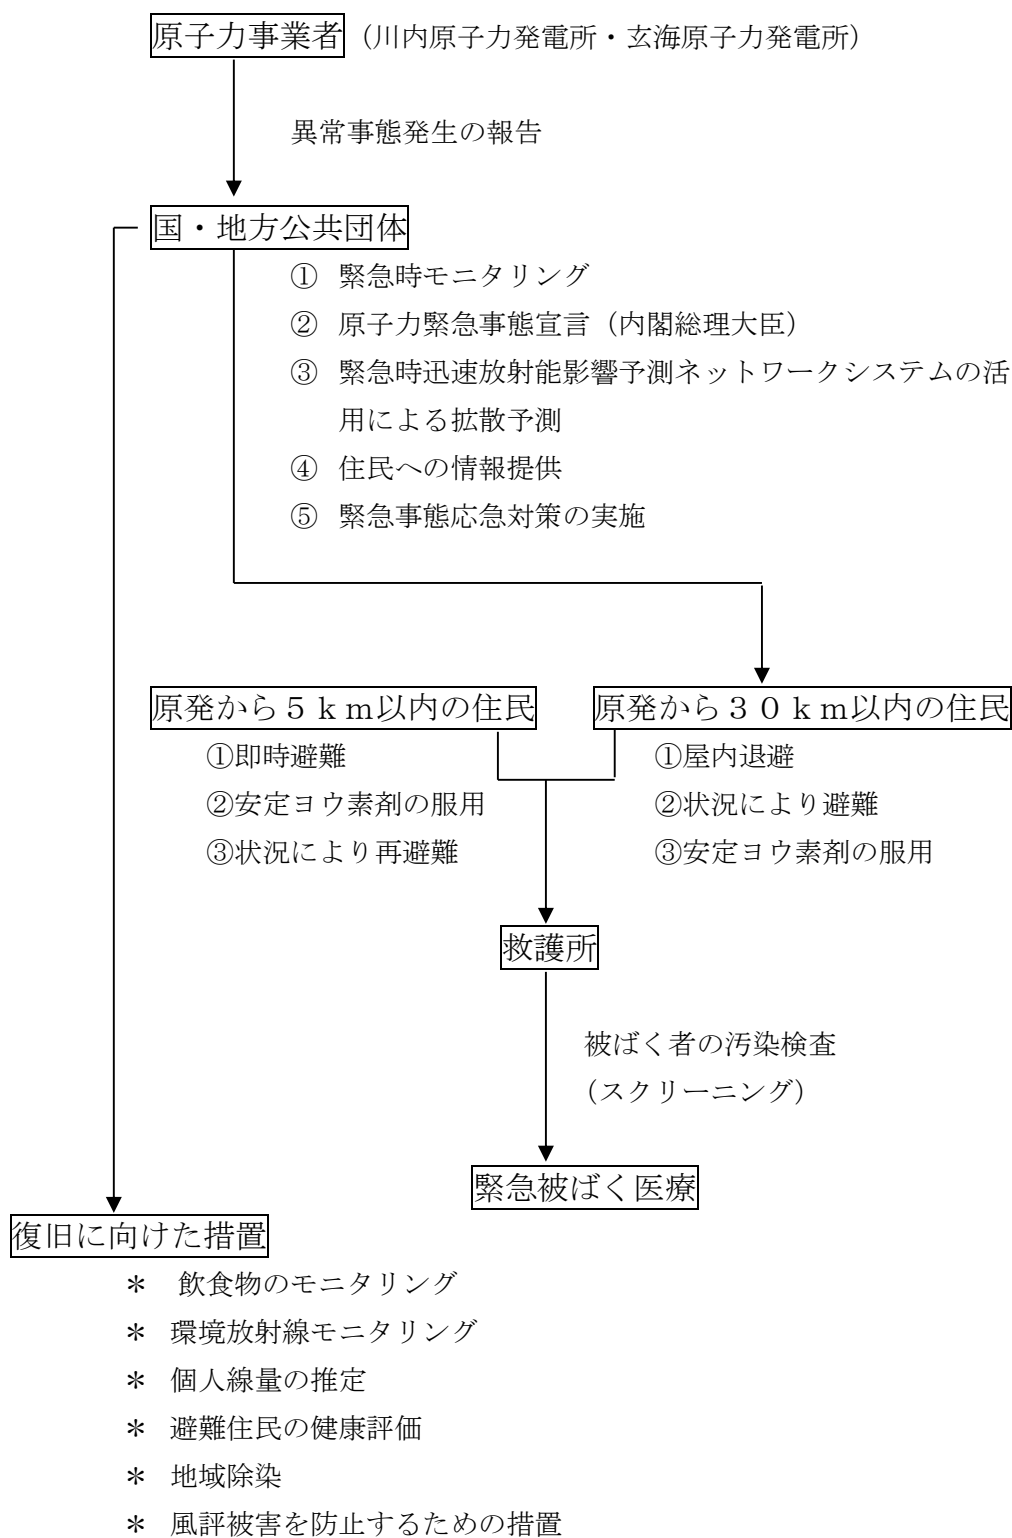 原子力事業者（川内原子力発電所・玄海原子力発電所）
異常事態発生の報告
国・地方公共団体
① 緊急時モニタリング
② 原子力緊急事態宣言（内閣総理大臣）
③ 緊急時迅速放射能影響予測ネットワークシステムの活
用による拡散予測
④ 住民への情報提供
⑤ 緊急事態応急対策の実施
原発から５ｋｍ以内の住民
①即時避難
②安定ヨウ素剤の服用
③状況により再避難
原発から３０ｋｍ以内の住民
①屋内退避
②状況により避難
③安定ヨウ素剤の服用
救護所
被ばく者の汚染検査
（スクリーニング）
緊急被ばく医療
復旧に向けた措置
＊ 飲食物のモニタリング
＊ 環境放射線モニタリング
＊ 個人線量の推定
＊ 避難住民の健康評価
＊ 地域除染
＊ 風評被害を防止するための措置